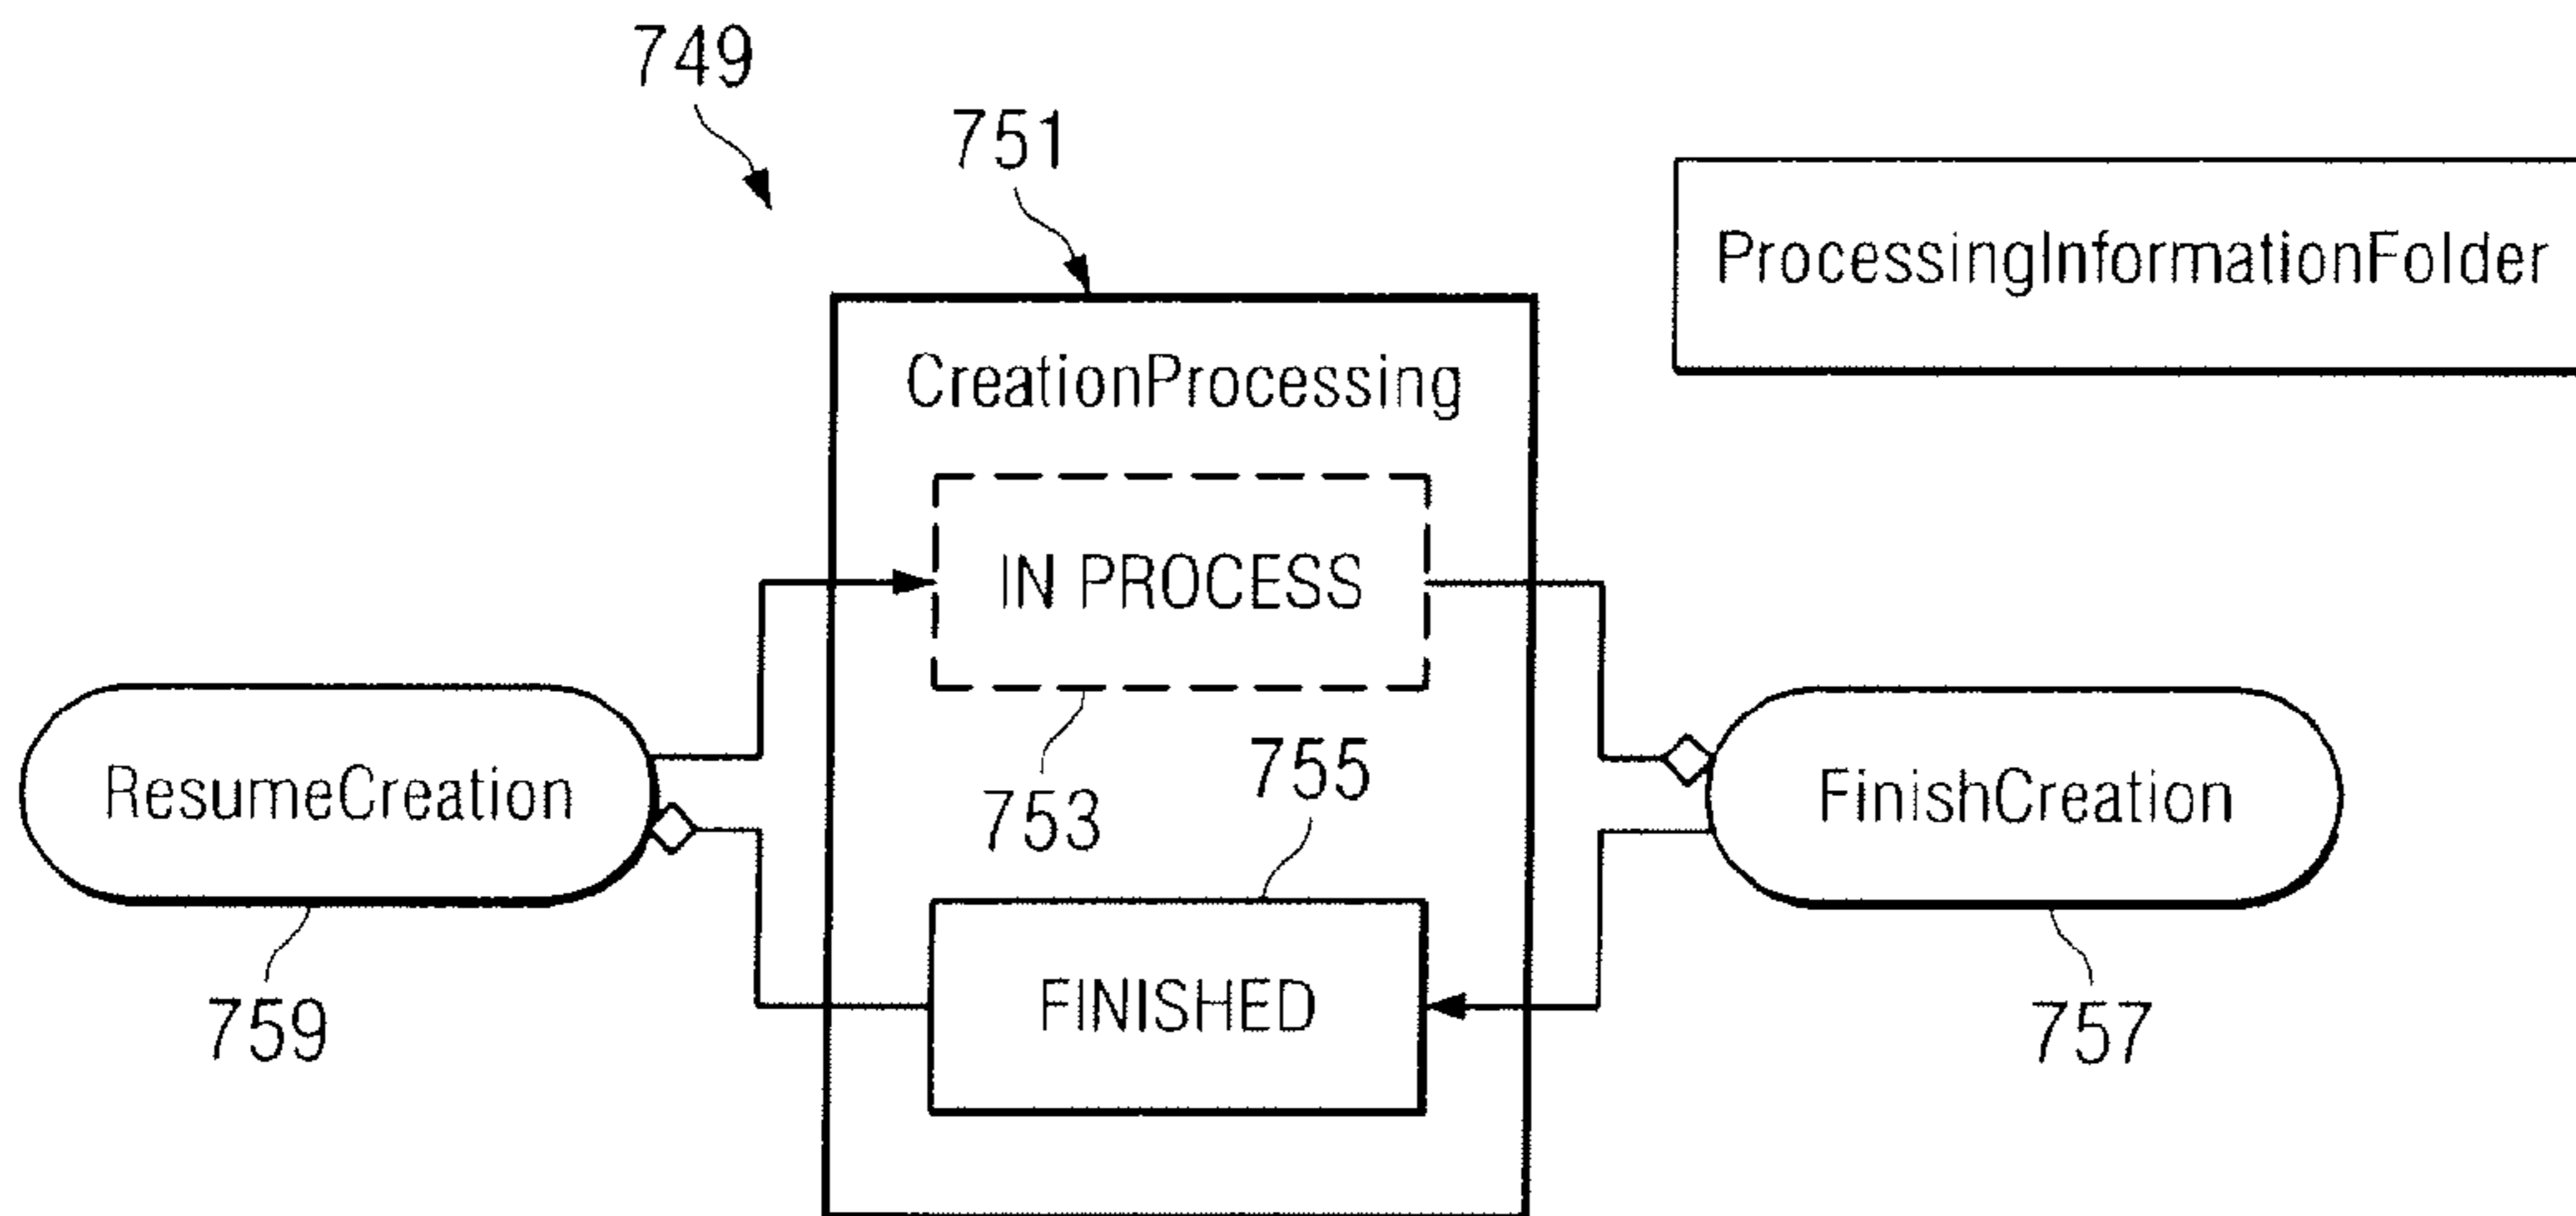 749
751
ProcessingInformationFolder
CreationProcessing
IN PROCESS
755
ResumeCreation
FinishCreation
753
FINISHED
759
757